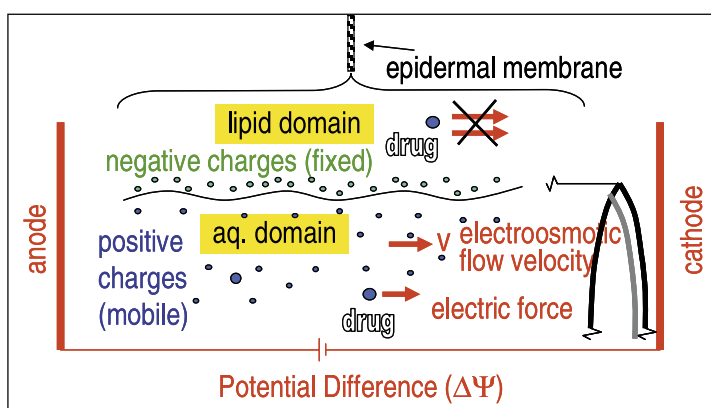 epidermal membrane
lipid domain
drug
negative charges (fixed)
anode
aq. domain
positive
charges
(mobile)
v electroosmotic
flow velocity
drug
electric force
cathode
Potential Difference (ΔΨ)